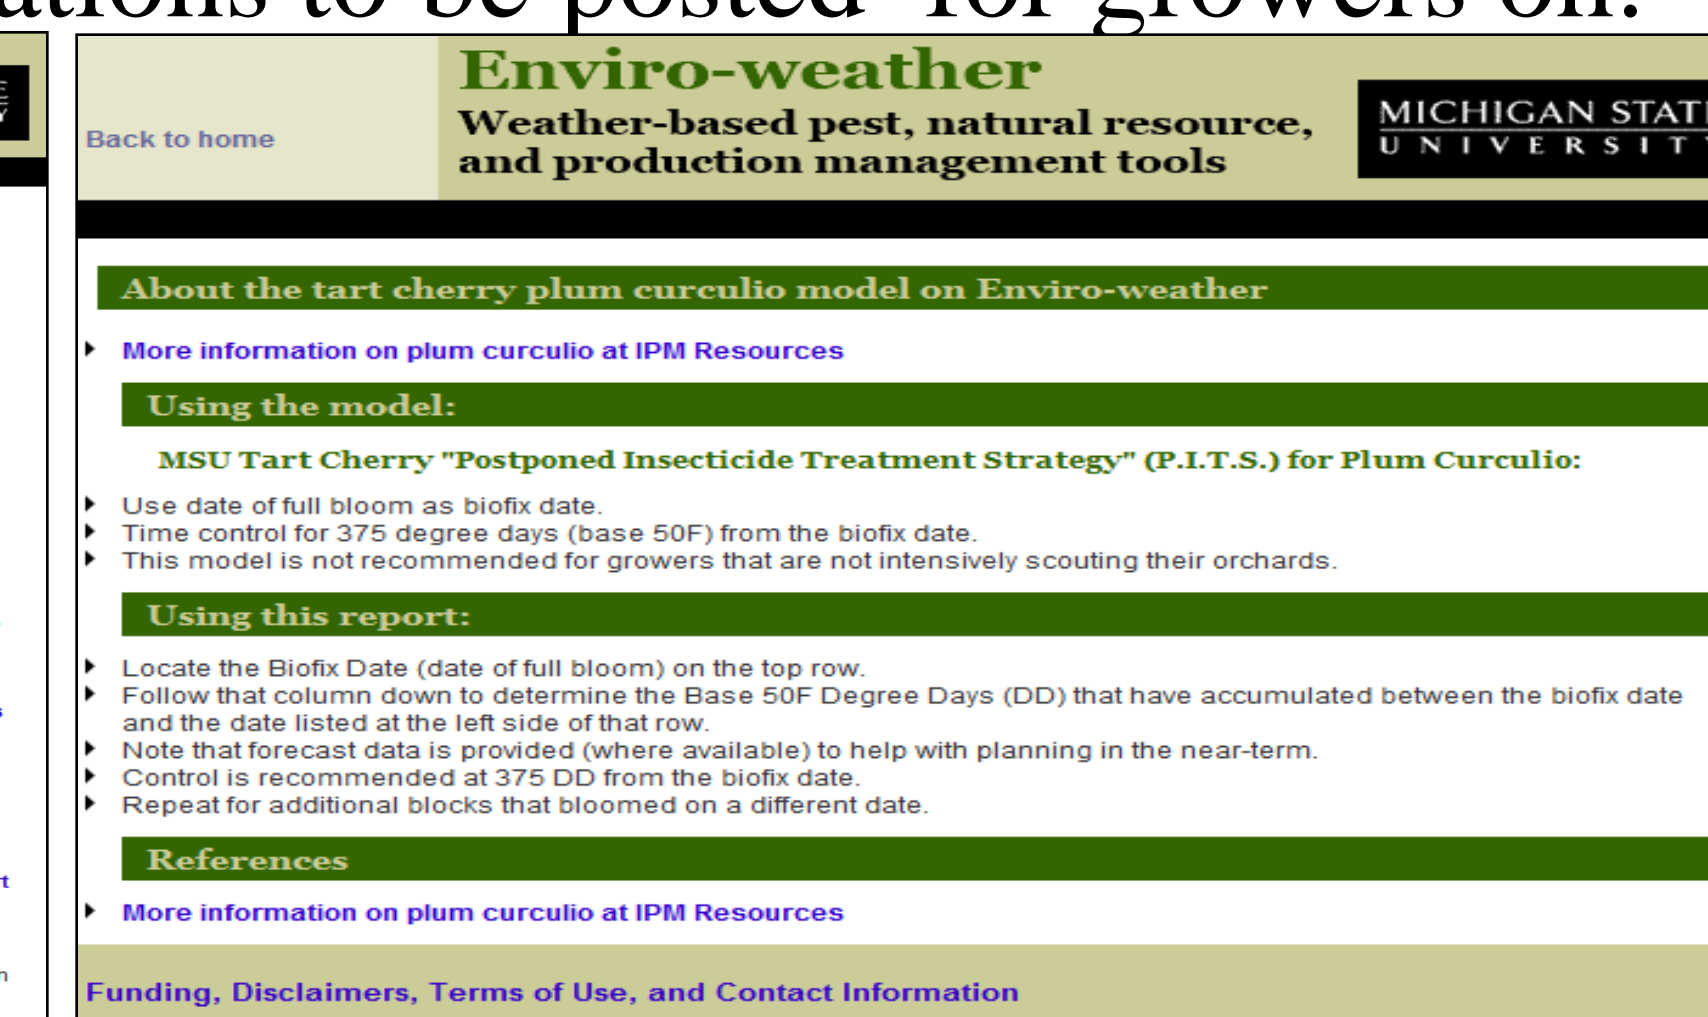 to be posted for growers on.
Back to home
Enviro-weather
Weather-based pest, natural resource,
and production management tools
MICHIGAN STATE
UNIVERSIT
About the tart cherry plum curculio model on Enviro-weather
More information on plum curculio at IPM Resources
Using the model:
MSU Tart Cherry "Postponed Insecticide Treatment Strategy" (P.I.T.S.) for Plum Curculio:
Use date of full bloom as biofix date.
Time control for 375 degree days (base 50F) from the biofix date.
This model is not recommended for growers that are not intensively scouting their orchards.
Using this report:
Locate the Biofix Date (date of full bloom) on the top row.
Follow that column down to determine the Base 50F Degree Days (DD) that have accumulated between the biofix date
and the date listed at the left side of that row.
Note that forecast data is provided (where available) to help with planning in the near-term.
Control is recommended at 375 DD from the biofix date.
Repeat for additional blocks that bloomed on a different date.
References
More information on plum curculio at IPM Resources
Funding, Disclaimers, Terms of Use, and Contact Information